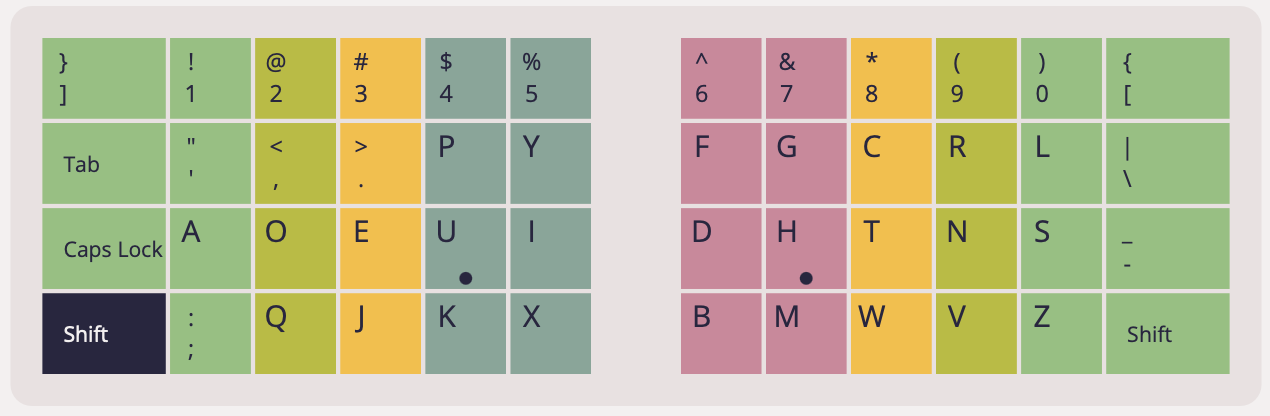 } ! @ # $ % ^ & * ( ) {
] 1 2 3 4 5 6 7 8 9 0 [
Tab " < > P Y F G C R L |
' , . \
Caps Lock A O E U I D H T N S _
-
Shift : Q J K X B M W V Z Shift
;